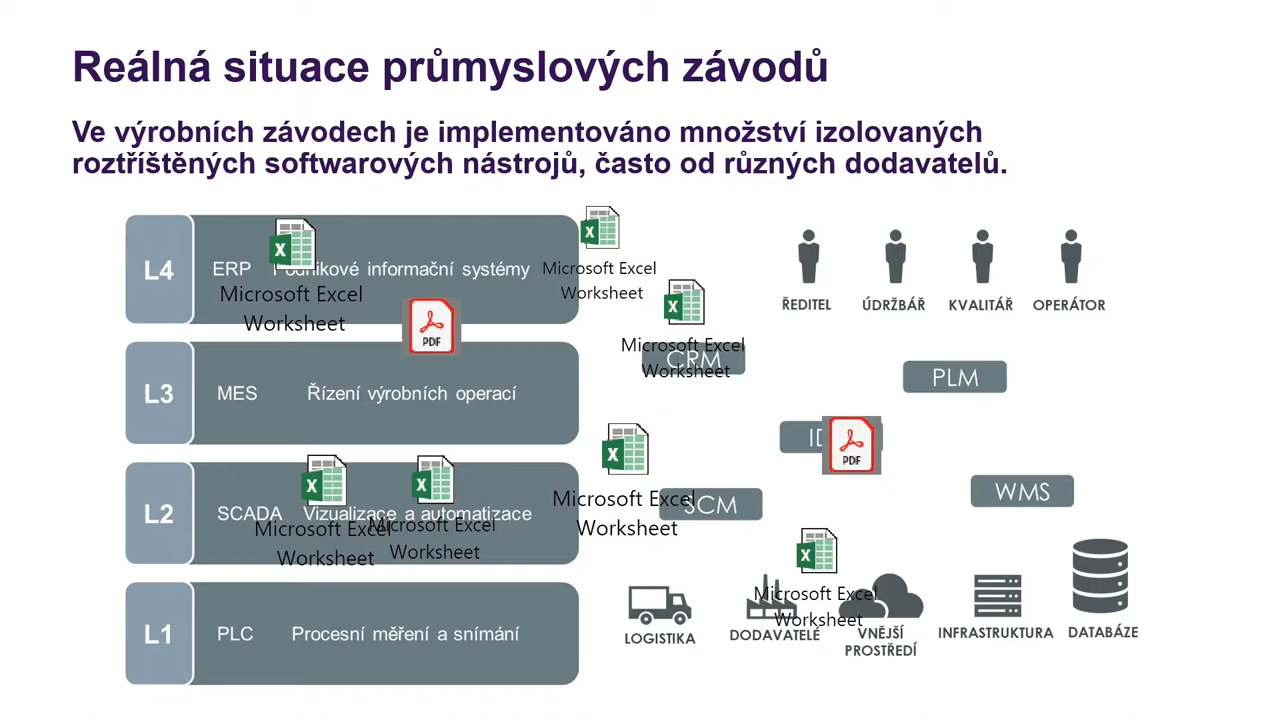 Reálná situace průmyslových závodů
Ve výrobních závodech je implementováno množství izolovaných
roztříštěných softwarových nástrojů, často od různých dodavatelů.
L4
ERP
Podnikové informační systémy
Microsoft Excel
Worksheet
PDF
L3
MES
Řízení výrobních operací
L2
SCADA
Vizualizace a automatizace
Microsoft Excel
Worksheet
Microsoft Excel
Worksheet
L1
PLC
Procesní měření a snímání
Microsoft Excel
Worksheet
Microsoft Excel
Worksheet
CRM
Microsoft Excel
Worksheet
SCM
ŘEDITEL
ÚDRŽBÁŘ
KVALITÁŘ
OPERÁTOR
PLM
PDF
WMS
Microsoft Excel
Worksheet
LOGISTIKA
DODAVATELÉ
VNĚJŠÍ
PROSTŘEDÍ
INFRASTRUKTURA
DATABÁZE